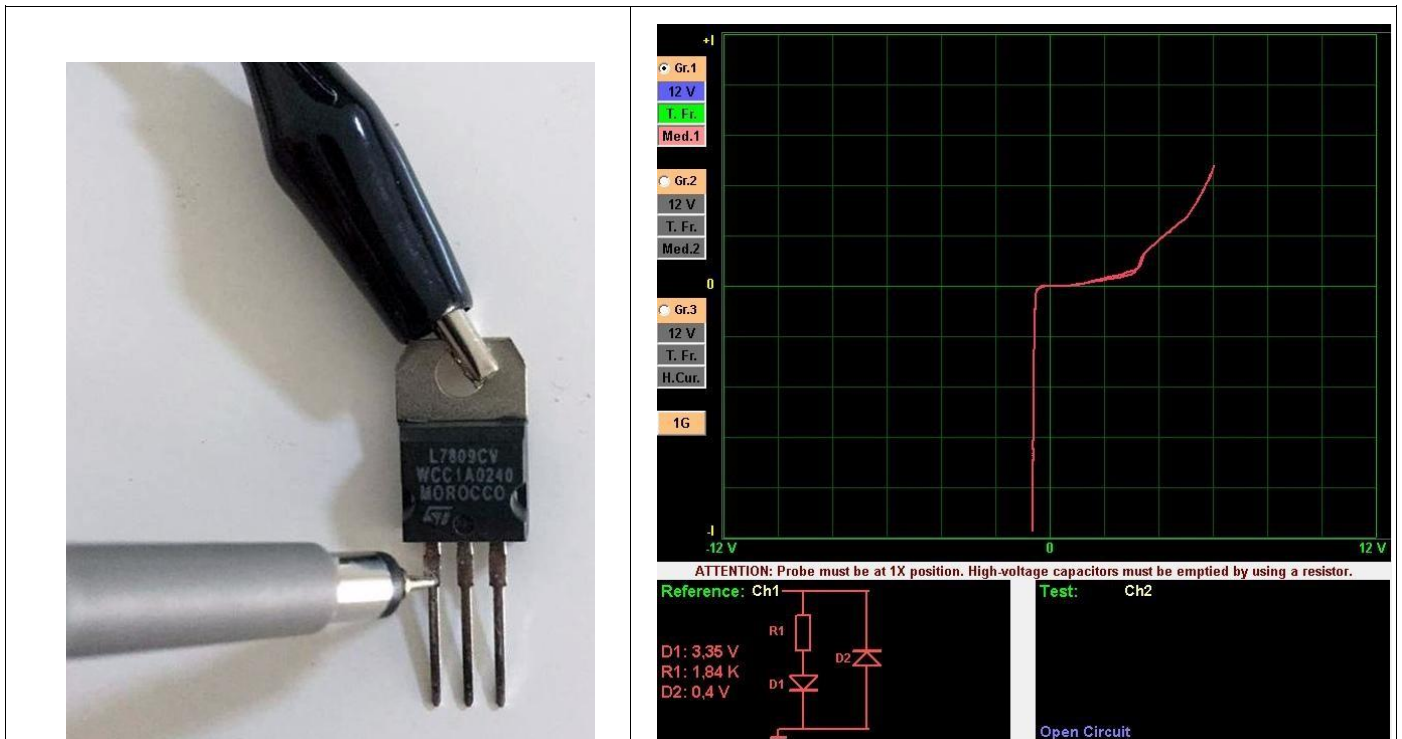 L7809CV
WCC1A0240
MOROCCO
ST
+I
Gr.1
12 V
T. Fr.
Med.1
Gr.2
12 V
T. Fr.
Med.2
0
Gr.3
12 V
T. Fr.
H.Cur.
1G
-I
-12 V
0
12 V
ATTENTION: Probe must be at 1X position. High-voltage capacitors must be emptied by using a resistor.
Reference: Ch1
R1
D1: 3,35 V
R1: 1,84 K
D2: 0,4 V
D2
D1
Test: Ch2
Open Circuit